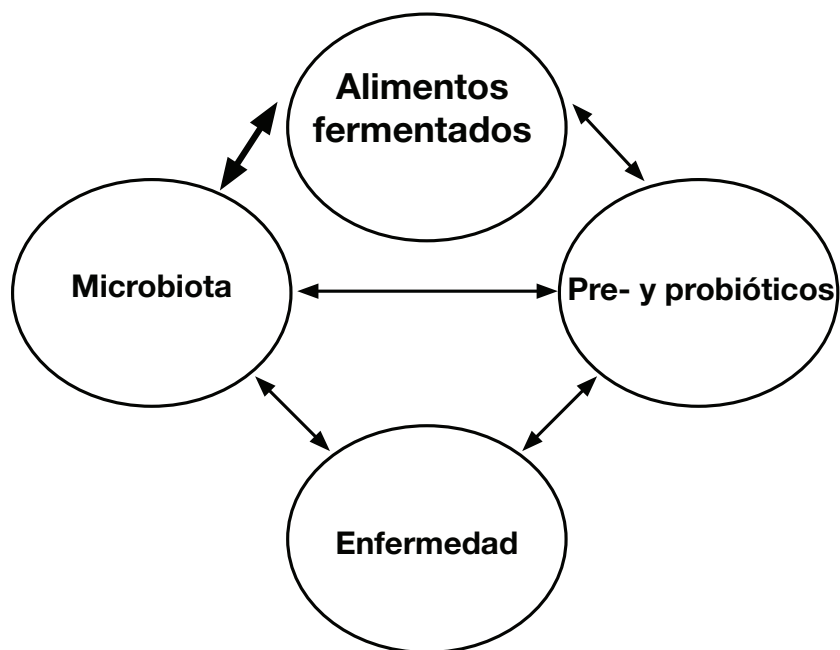 Alimentos
fermentados
Microbiota
Pre- y probióticos
Enfermedad